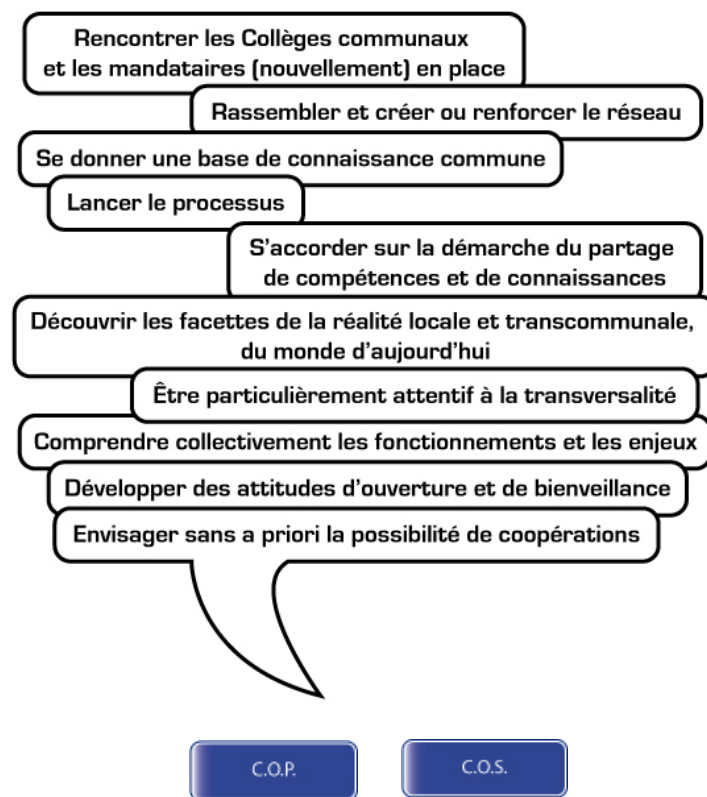 Rencontrer les Collèges communaux
et les mandataires (nouvellement) en place
Rassembler et créer ou renforcer le réseau
Se donner une base de connaissance commune
Lancer le processus
S'accorder sur la démarche du partage
de compétences et de connaissances
Découvrir les facettes de la réalité locale et transcommunale,
du monde d'aujourd'hui
Être particulièrement attentif à la transversalité
Comprendre collectivement les fonctionnements et les enjeux
Développer des attitudes d'ouverture et de bienveillance
Envisager sans a priori la possibilité de coopérations
C.O.P.
C.O.S.